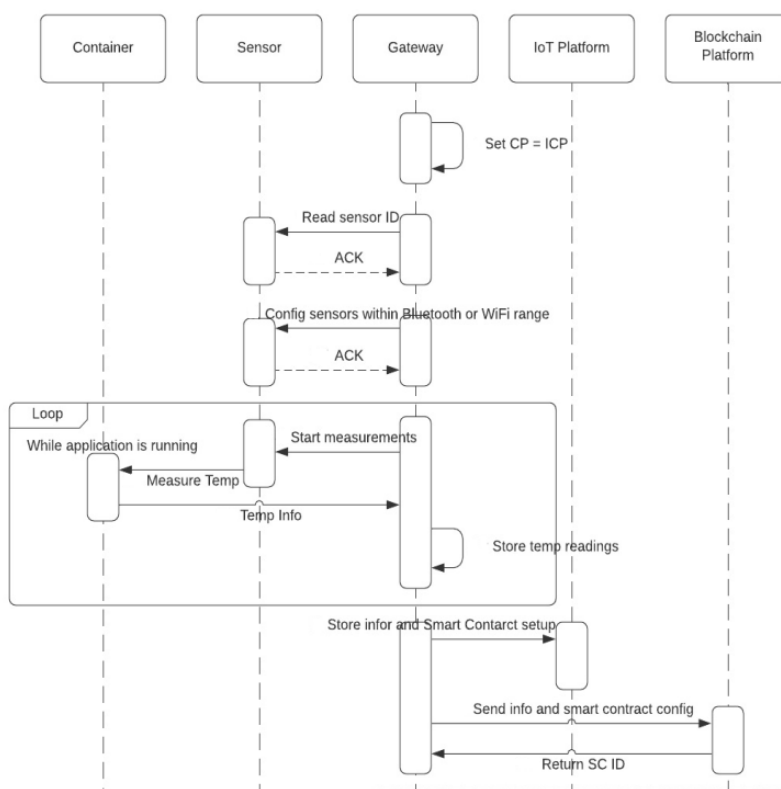 Container
Sensor
Gateway
IoT Platform
Blockchain
Platform
Set CP = ICP
Read sensor ID
ACK
Config sensors within Bluetooth or WiFi range
ACK
Loop
Start measurements
While application is running
Measure Temp
Temp Info
Store temp readings
Store infor and Smart Contarct setup
Send info and smart contract config
Return SC ID